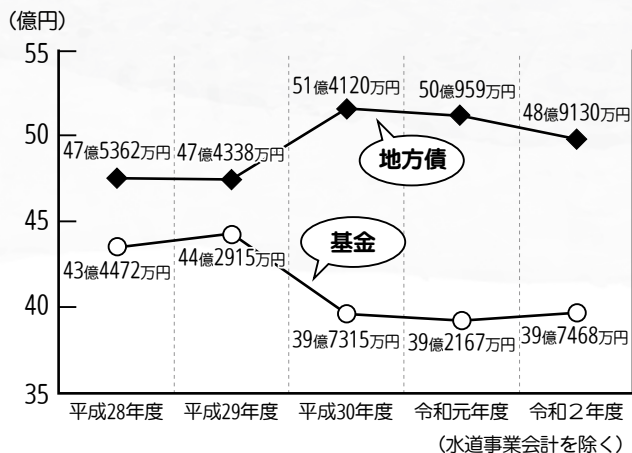 (億円)
55
51億4120万円
50億959万円
48億9130万円
50
47億5362万円
47億4338万円
地方債
45
基金
43億4472万円
44億2915万円
40
39億7315万円
39億2167万円
39億7468万円
35
平成28年度
平成29年度
平成30年度
令和元年度
令和２年度
（水道事業会計を除く）